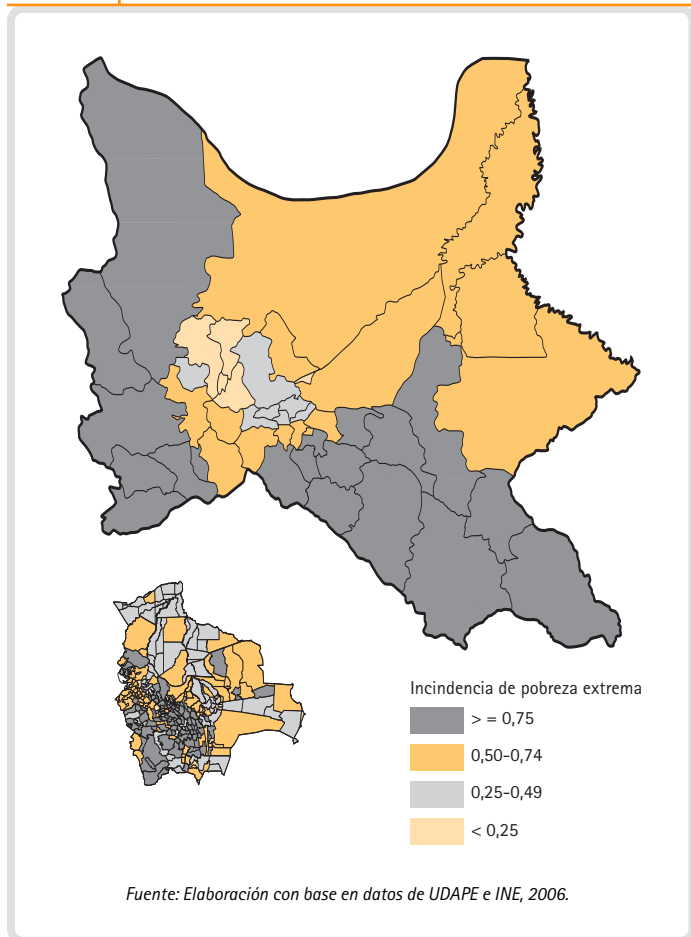 Incindencia de pobreza extrema
> = 0,75
0,50-0,74
0,25-0,49
< 0,25
Fuente: Elaboración con base en datos de UDAPE e INE, 2006.